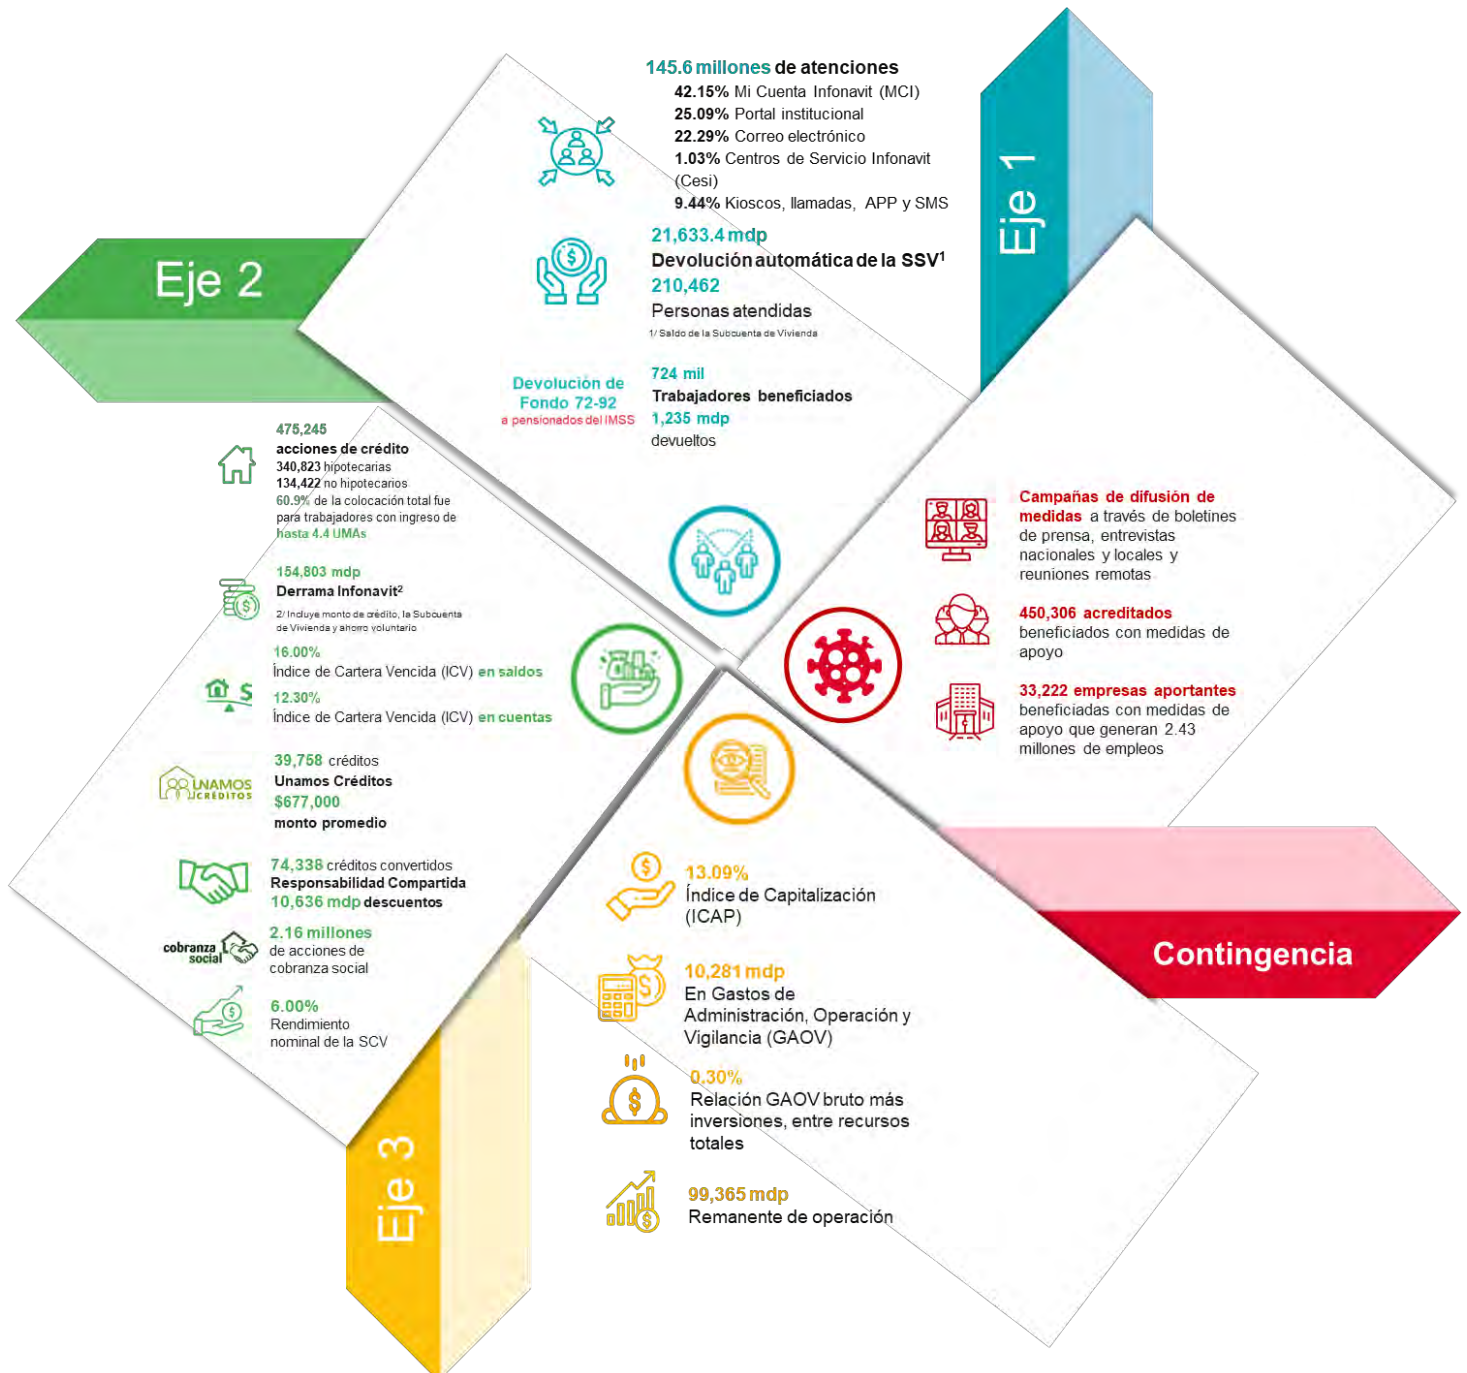 145.6 millones de atenciones
42.15% Mi Cuenta Infonavit (MCI)
25.09% Portal institucional
22.29% Correo electrónico
1.03% Centros de Servicio Infonavit
(Cesi)
9.44% Kioscos, llamadas, APP y SMS
21,633.4 mdp
Devolución automática de la SSV¹
210,462
Personas atendidas
1/ Saldo de la Subcuenta de Vivienda
Devolución de
Fondo 72-92
a pensionados del IMSS
724 mil
Trabajadores beneficiados
1,235 mdp
devueltos
Eje 1
Eje 2
475,245
acciones de crédito
340,823 hipotecarias
134,422 no hipotecarios
60.9% de la colocación total fue
para trabajadores con ingreso de
hasta 4.4 UMAs
154,803 mdp
Derrama Infonavit²
2/ Incluye monto de crédito, la Subcuenta
de Vivienda y ahorro voluntario
16.00%
Índice de Cartera Vencida (ICV) en saldos
12.30%
Índice de Cartera Vencida (ICV) en cuentas
UNAMOS
CRÉDITOS
39,758 créditos
Unamos Créditos
$677,000
monto promedio
74,338 créditos convertidos
Responsabilidad Compartida
10,636 mdp descuentos
cobranza
social
2.16 millones
de acciones de
cobranza social
6.00%
Rendimiento
nominal de la SCV
Campañas de difusión de
medidas a través de boletines
de prensa, entrevistas
nacionales y locales y
reuniones remotas
450,306 acreditados
beneficiados con medidas de
apoyo
33,222 empresas aportantes
beneficiadas con medidas de
apoyo que generan 2.43
millones de empleos
Contingencia
13.09%
Índice de Capitalización
(ICAP)
10,281 mdp
En Gastos de
Administración, Operación y
Vigilancia (GAOV)
0.30%
Relación GAOV bruto más
inversiones, entre recursos
totales
99,365 mdp
Remanente de operación
Eje 3